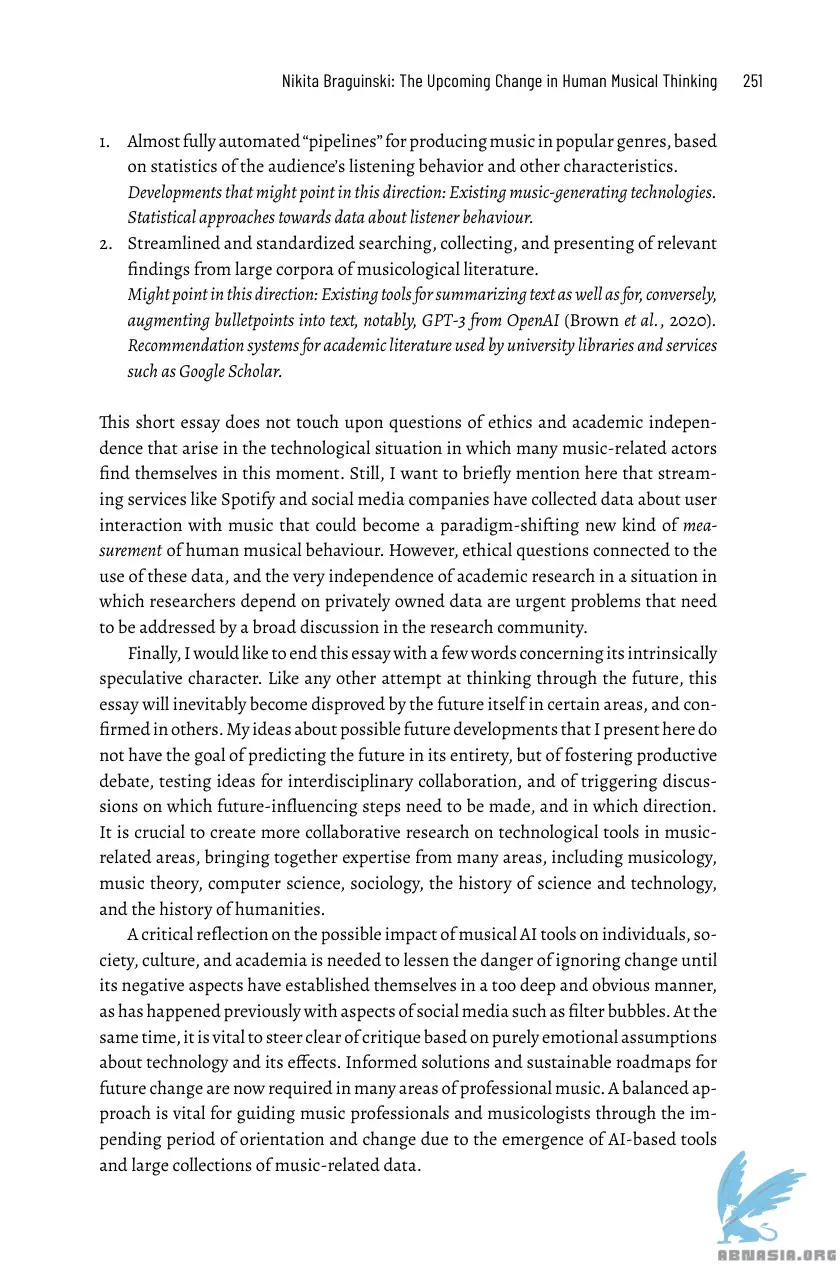 Nikita Braguinski: The Upcoming Change in Human Musical Thinking 251
1. Almost fully automated “pipelines” for producing music in popular genres, based
on statistics of the audience’s listening behavior and other characteristics.
Developments that might point in this direction: Existing music-generating technologies.
Statistical approaches towards data about listener behaviour.
2. Streamlined and standardized searching, collecting, and presenting of relevant
findings from large corpora of musicological literature.
Might point in this direction: Existing tools for summarizing text as well as for, conversely,
augmenting bulletpoints into text, notably, GPT-3 from OpenAI (Brown et al., 2020).
Recommendation systems for academic literature used by university libraries and services
such as Google Scholar.
This short essay does not touch upon questions of ethics and academic indepen-
dence that arise in the technological situation in which many music-related actors
find themselves in this moment. Still, I want to briefly mention here that stream-
ing services like Spotify and social media companies have collected data about user
interaction with music that could become a paradigm-shifting new kind of mea-
surement of human musical behaviour. However, ethical questions connected to the
use of these data, and the very independence of academic research in a situation in
which researchers depend on privately owned data are urgent problems that need
to be addressed by a broad discussion in the research community.
Finally, I would like to end this essay with a few words concerning its intrinsically
speculative character. Like any other attempt at thinking through the future, this
essay will inevitably become disproved by the future itself in certain areas, and con-
firmed in others. My ideas about possible future developments that I present here do
not have the goal of predicting the future in its entirety, but of fostering productive
debate, testing ideas for interdisciplinary collaboration, and of triggering discus-
sions on which future-influencing steps need to be made, and in which direction.
It is crucial to create more collaborative research on technological tools in music-
related areas, bringing together expertise from many areas, including musicology,
music theory, computer science, sociology, the history of science and technology,
and the history of humanities.
A critical reflection on the possible impact of musical AI tools on individuals, so-
ciety, culture, and academia is needed to lessen the danger of ignoring change until
its negative aspects have established themselves in a too deep and obvious manner,
as has happened previously with aspects of social media such as filter bubbles. At the
same time, it is vital to steer clear of critique based on purely emotional assumptions
about technology and its effects. Informed solutions and sustainable roadmaps for
future change are now required in many areas of professional music. A balanced ap-
proach is vital for guiding music professionals and musicologists through the im-
pending period of orientation and change due to the emergence of AI-based tools
and large collections of music-related data.
ABNASIA.ORG